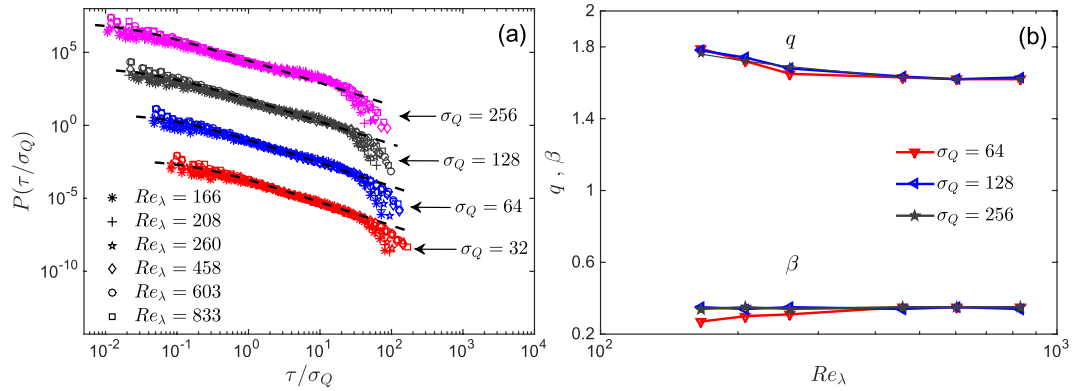 (a)
P(τ/σ_Q)
10^5
10^0
10^-5
10^-10
σ_Q = 256
σ_Q = 128
σ_Q = 64
σ_Q = 32
Re_λ = 166
Re_λ = 208
Re_λ = 260
Re_λ = 458
Re_λ = 603
Re_λ = 833
10^-2
10^-1
10^0
10^1
10^2
10^3
10^4
τ/σ_Q
(b)
q , β
2
1.8
1.4
1
0.6
0.2
q
σ_Q = 64
σ_Q = 128
σ_Q = 256
β
10^2
10^3
Re_λ